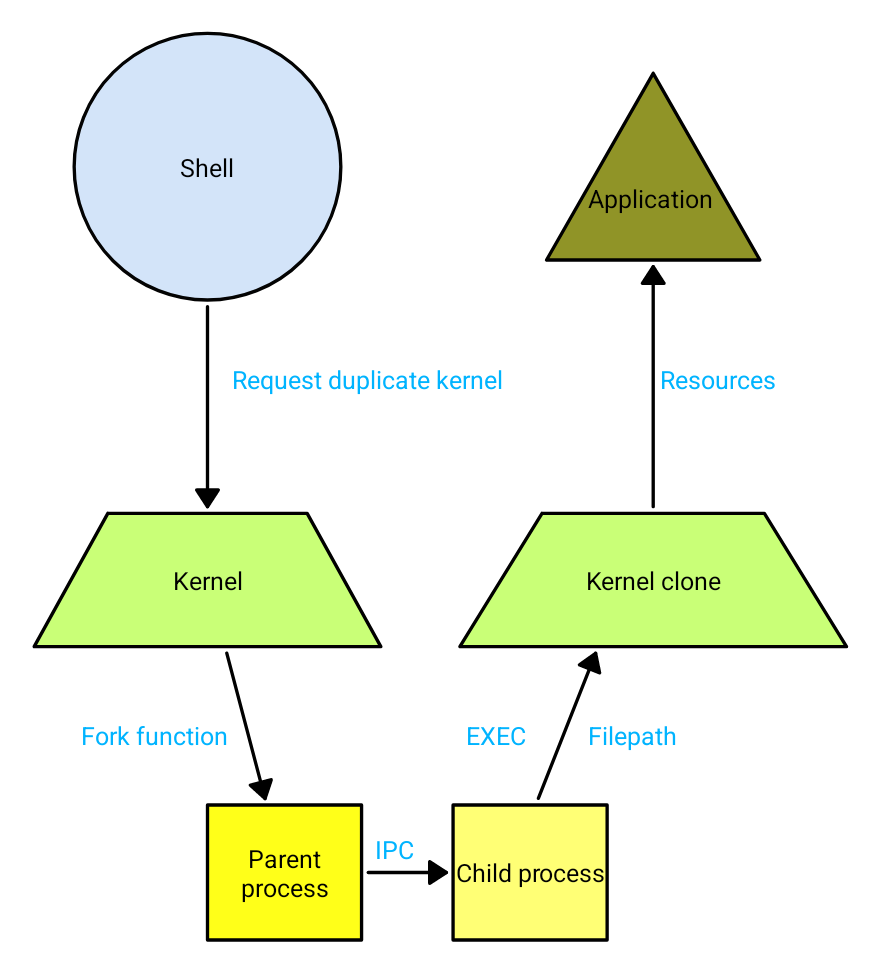 Shell
Application
Request duplicate kernel
Resources
Kernel
Kernel clone
Fork function
EXEC
Filepath
Parent
process
IPC
Child process